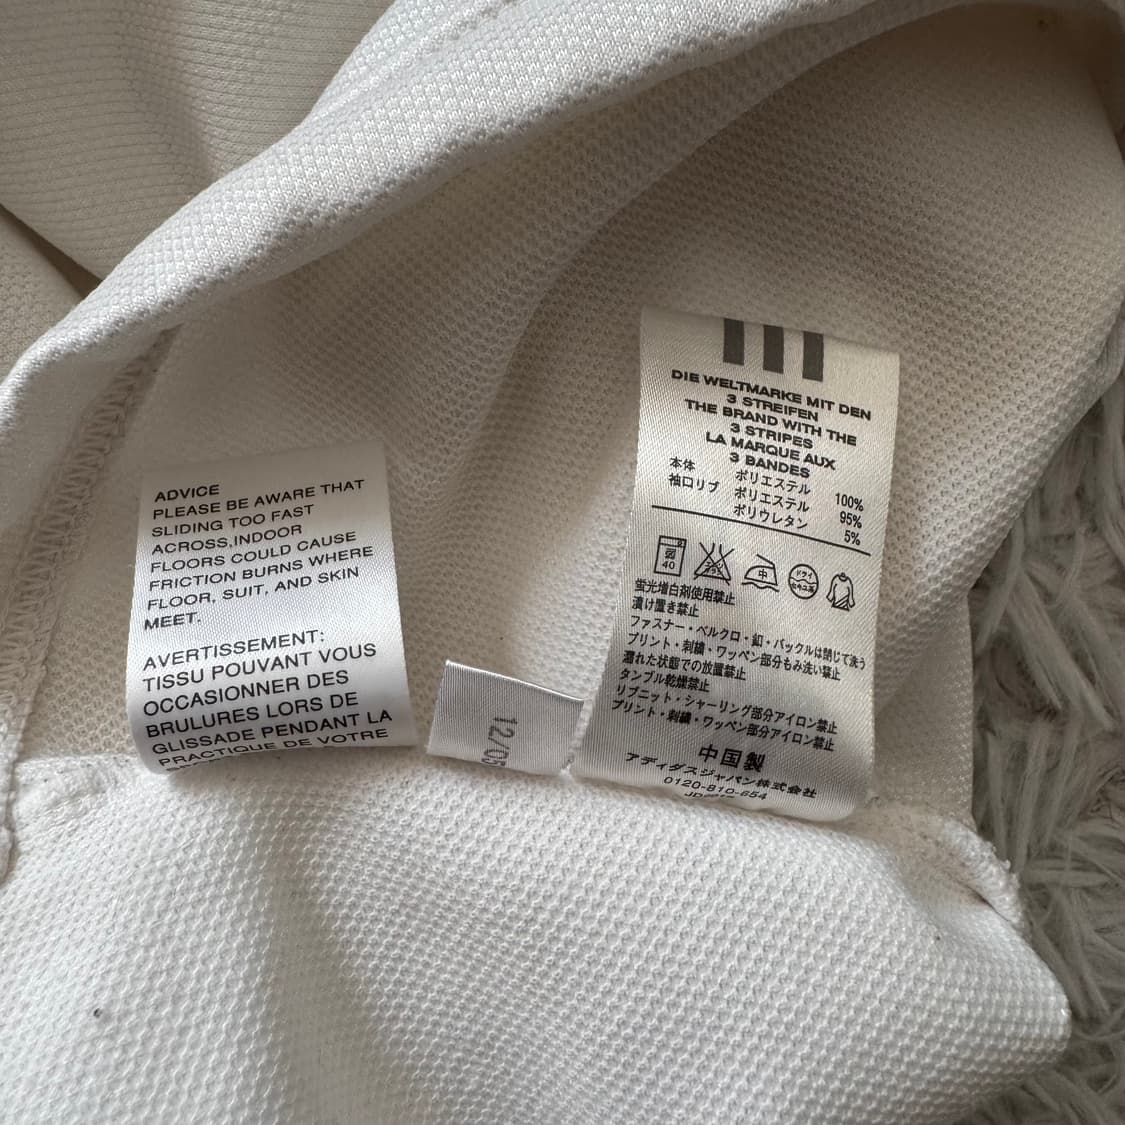 ADVICE
PLEASE BE AWARE THAT
SLIDING TOO FAST
ACROSS,INDOOR
FLOORS COULD CAUSE
FRICTION BURNS WHERE
FLOOR, SUIT, AND SKIN
MEET.
AVERTISSEMENT:
TISSU POUVANT VOUS
OCCASIONNER DES
BRULURES LORS DE
GLISSADE PENDANT LA
PRACTIQUE DE VOTRE
12/05
DIE WELTMARKE MIT DEN
3 STREIFEN
THE BRAND WITH THE
3 STRIPES
LA MARQUE AUX
3 BANDES
本体 ポリエステル 100%
袖口リブ ポリエステル 95%
ポリウレタン 5%
40
中
ドライ
蛍光増白剤使用禁止
漬け置き禁止
ファスナー・ベルクロ・釦・バックルは閉じて洗う
プリント・刺繍・ワッペン部分もみ洗い禁止
濡れた状態での放置禁止
タンブル乾燥禁止
リブニット・シャーリング部分アイロン禁止
プリント・刺繍・ワッペン部分アイロン禁止
中国製
アディダスジャパン株式会社
0120-810-654